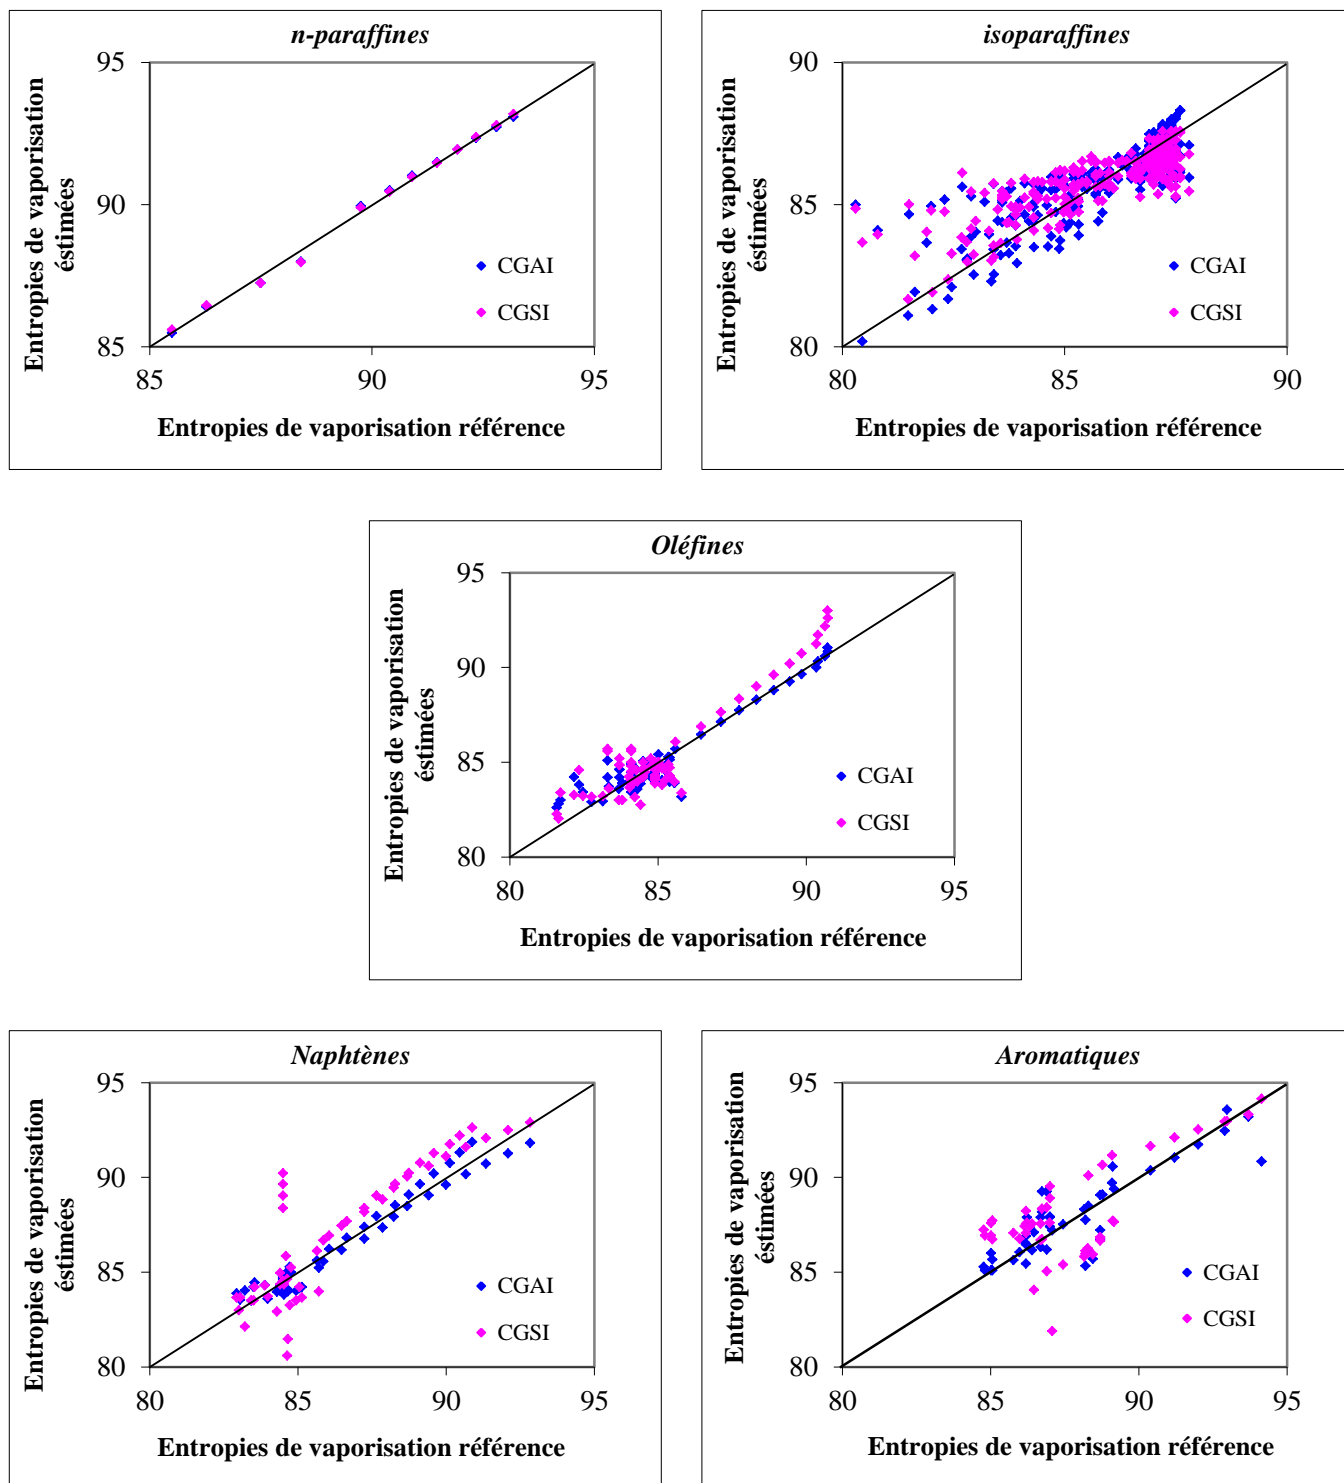 n-paraffines
95
90
85
85
90
95
Entropies de vaporisation
éstimées
CGAI
CGSI
Entropies de vaporisation référence
isoparaffines
90
85
80
80
85
90
Entropies de vaporisation
éstimées
CGAI
CGSI
Entropies de vaporisation référence
Oléfines
95
90
85
80
80
85
90
95
Entropies de vaporisation
éstimées
CGAI
CGSI
Entropies de vaporisation référence
Naphtènes
95
90
85
80
80
85
90
95
Entropies de vaporisation
éstimées
CGAI
CGSI
Entropies de vaporisation référence
Aromatiques
95
90
85
80
80
85
90
95
Entropies de vaporisation
éstimées
CGAI
CGSI
Entropies de vaporisation référence